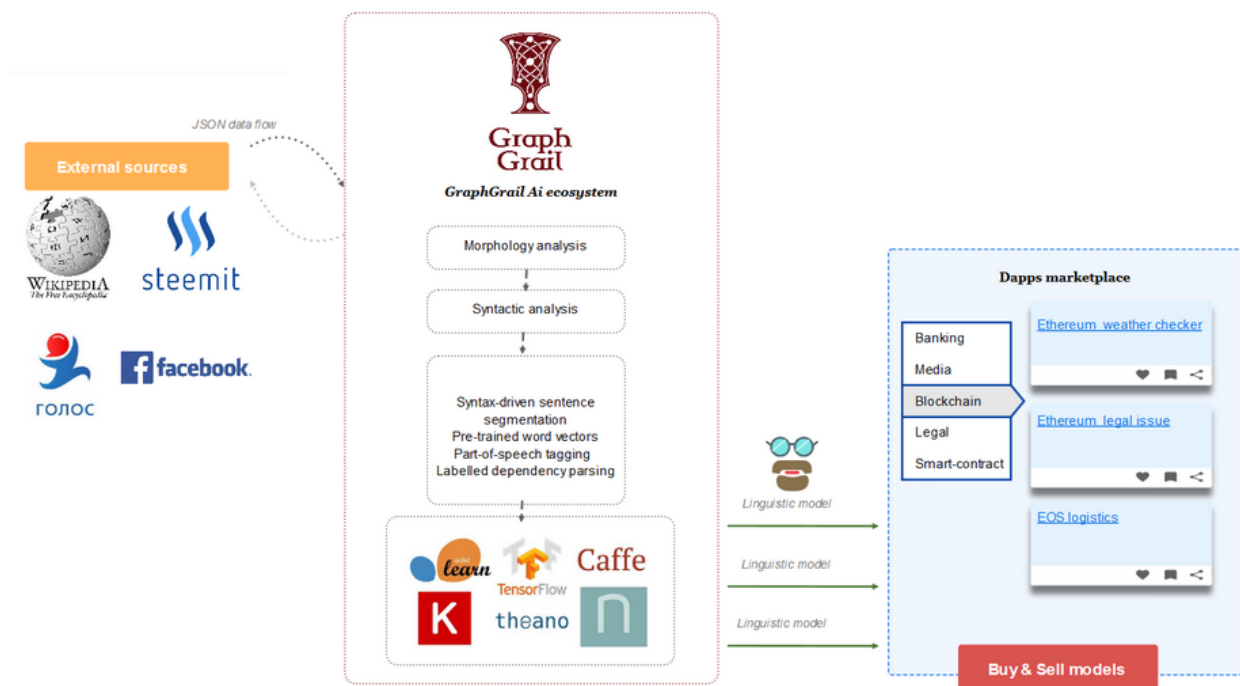 JSON data flow
External sources
WIKIPEDIA
The Free Encyclopedia
steemit
голос
f facebook.
Graph
Grail
GraphGrail Ai ecosystem
Morphology analysis
Syntactic analysis
Syntax-driven sentence
segmentation
Pre-trained word vectors
Part-of-speech tagging
Labelled dependency parsing
scikit
learn
TensorFlow
Caffe
K
theano
n
Linguistic model
Linguistic model
Linguistic model
Dapps marketplace
Banking
Media
Blockchain
Legal
Smart-contract
Ethereum weather checker
Ethereum legal issue
EOS logistics
Buy & Sell models